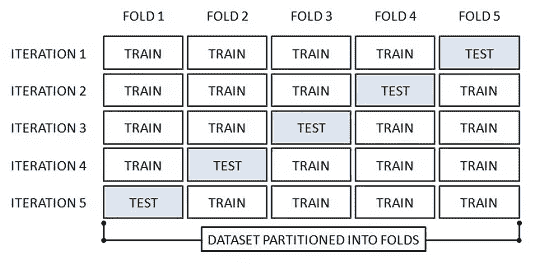 FOLD 1 FOLD 2 FOLD 3 FOLD 4 FOLD 5
ITERATION 1 TRAIN TRAIN TRAIN TRAIN TEST
ITERATION 2 TRAIN TRAIN TRAIN TEST TRAIN
ITERATION 3 TRAIN TRAIN TEST TRAIN TRAIN
ITERATION 4 TRAIN TEST TRAIN TRAIN TRAIN
ITERATION 5 TEST TRAIN TRAIN TRAIN TRAIN
DATASET PARTITIONED INTO FOLDS